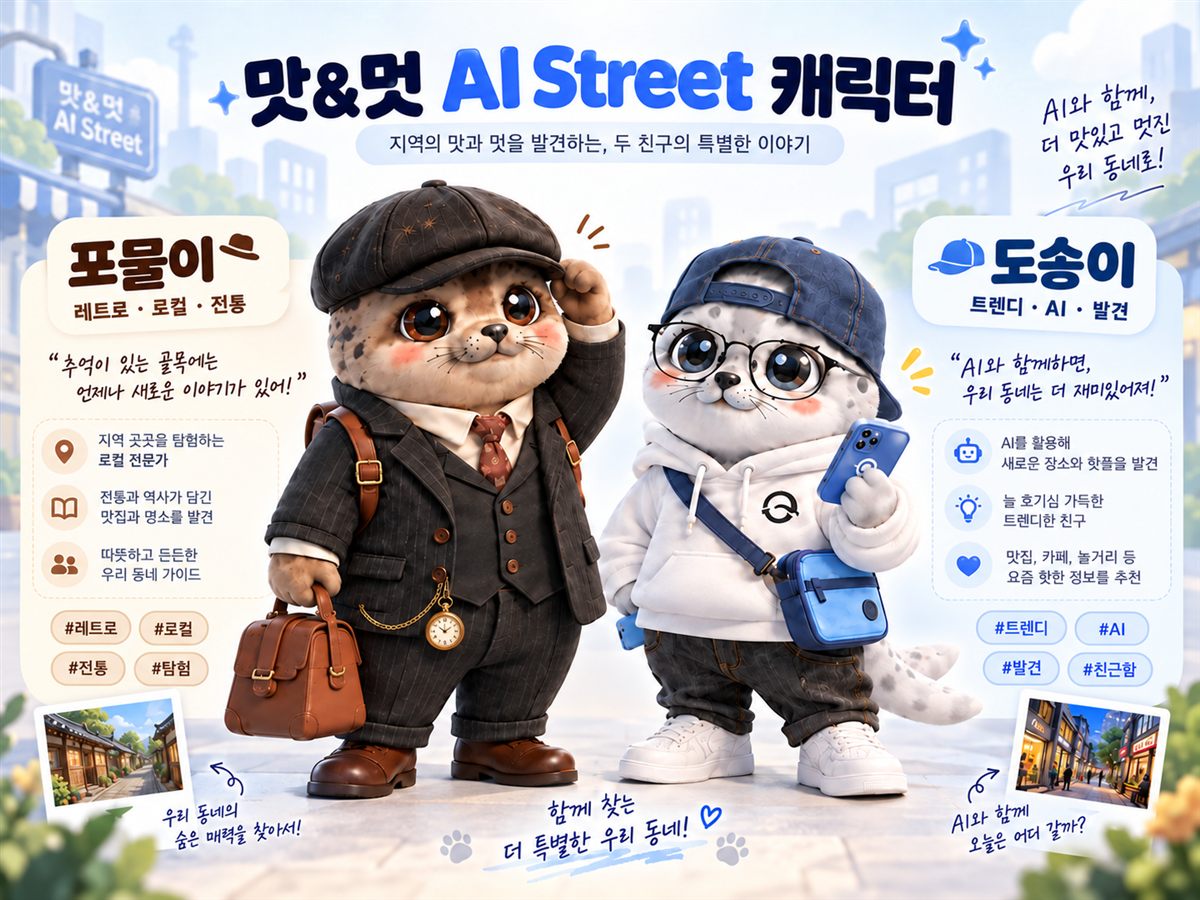 맛&멋
AI Street
맛&멋 AI Street 캐릭터
지역의 맛과 멋을 발견하는, 두 친구의 특별한 이야기
AI와 함께,
더 맛있고 멋진
우리 동네로!
포물이
레트로 · 로컬 · 전통
“추억이 있는 골목에는
언제나 새로운 이야기가 있어!”
지역 곳곳을 탐험하는
로컬 전문가
전통과 역사가 담긴
맛집과 명소를 발견
따뜻하고 든든한
우리 동네 가이드
#레트로 #로컬
#전통 #탐험
우리 동네의
숨은 매력을 찾아서!
도송이
트렌디 · AI · 발견
“AI와 함께하면,
우리 동네는 더 재미있어져!”
AI를 활용해
새로운 장소와 핫플을 발견
늘 호기심 가득한
트렌디한 친구
맛집, 카페, 놀거리 등
요즘 핫한 정보를 추천
#트렌디 #AI
#발견 #친근함
AI와 함께
오늘은 어디 갈까?
함께 찾는
더 특별한 우리 동네!